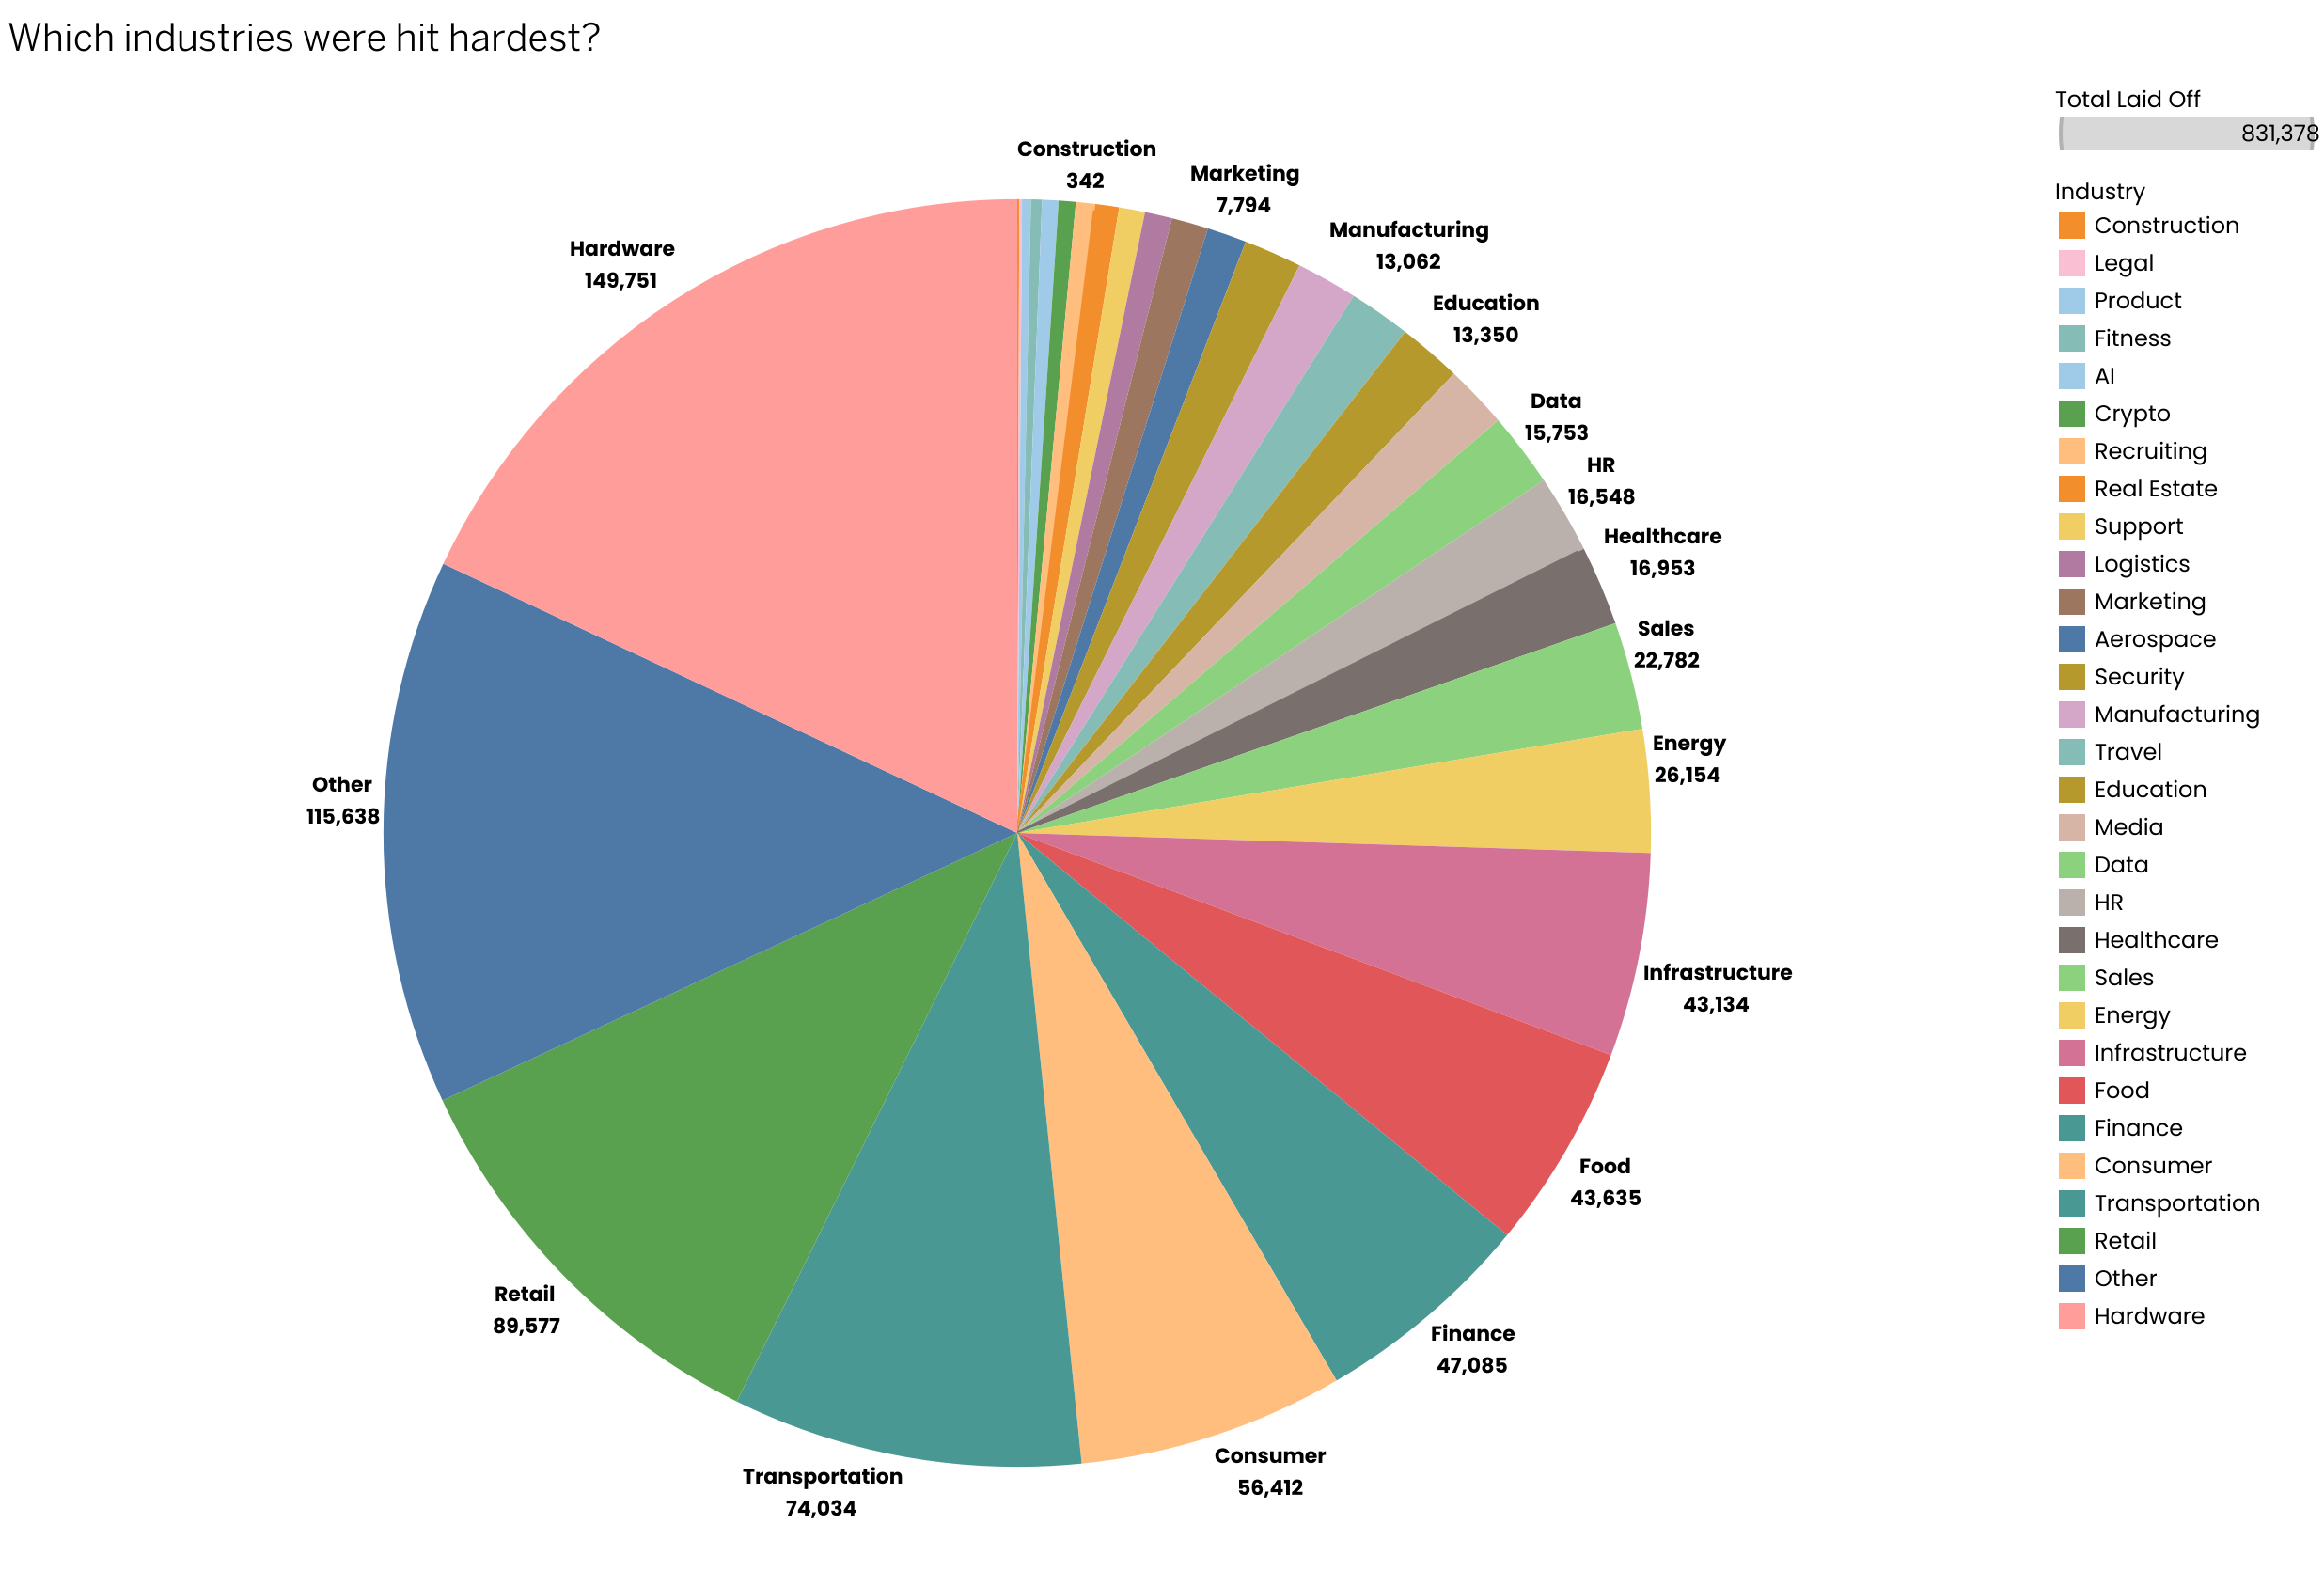 Which industries were hit hardest?
Construction
342
Marketing
7,794
Manufacturing
13,062
Education
13,350
Data
15,753
HR
16,548
Healthcare
16,953
Sales
22,782
Energy
26,154
Infrastructure
43,134
Food
43,635
Finance
47,085
Consumer
56,412
Transportation
74,034
Retail
89,577
Other
115,638
Hardware
149,751
Total Laid Off
831,378
Industry
Construction
Legal
Product
Fitness
AI
Crypto
Recruiting
Real Estate
Support
Logistics
Marketing
Aerospace
Security
Manufacturing
Travel
Education
Media
Data
HR
Healthcare
Sales
Energy
Infrastructure
Food
Finance
Consumer
Transportation
Retail
Other
Hardware